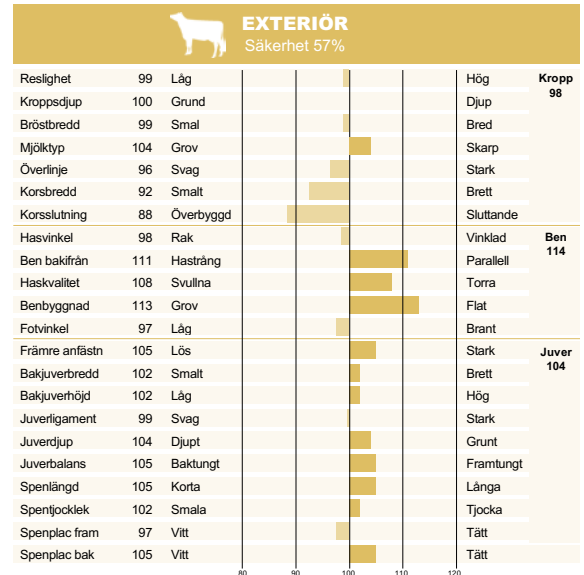 EXTERIÖR
Säkerhet 57%
Reslighet 99 Låg Hög Kropp
98
Kroppsdjup 100 Grund Djup
Bröstbredd 99 Smal Bred
Mjölktyp 104 Grov Skarp
Överlinje 96 Svag Stark
Korsbredd 92 Smalt Brett
Korsslutning 88 Överbyggd Sluttande
Hasvinkel 98 Rak Vinklad Ben
114
Ben bakifrån 111 Hastrång Parallell
Haskvalitet 108 Svullna Torra
Benbyggnad 113 Grov Flat
Fotvinkel 97 Låg Brant
Främre anfästn 105 Lös Stark Juver
104
Bakjuverbredd 102 Smalt Brett
Bakjuverhöjd 102 Låg Hög
Juverligament 99 Svag Stark
Juverdjup 104 Djupt Grunt
Juverbalans 105 Baktungt Framtungt
Spenlängd 105 Korta Långa
Spentjocklek 102 Smala Tjocka
Spenplac fram 97 Vitt Tätt
Spenplac bak 105 Vitt Tätt
80 90 100 110 120